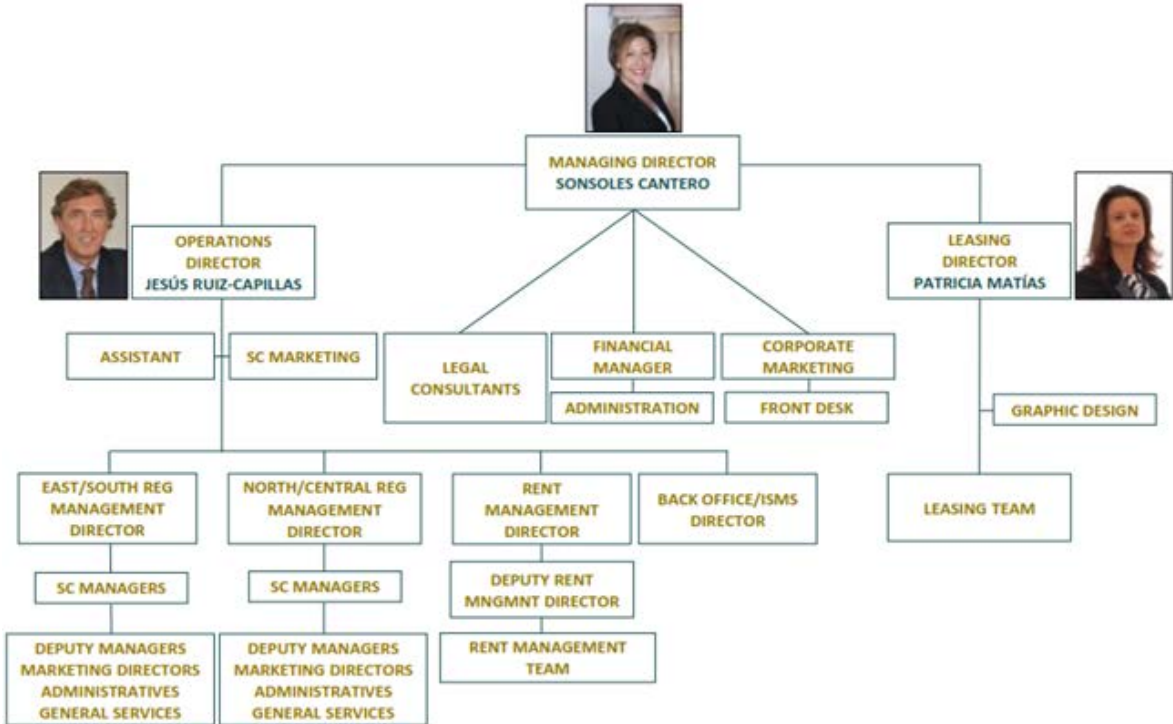 MANAGING DIRECTOR
SONSOLES CANTERO
OPERATIONS
DIRECTOR
JESÚS RUIZ-CAPILLAS
LEASING
DIRECTOR
PATRICIA MATÍAS
ASSISTANT
SC MARKETING
LEGAL
CONSULTANTS
FINANCIAL
MANAGER
ADMINISTRATION
CORPORATE
MARKETING
FRONT DESK
GRAPHIC DESIGN
EAST/SOUTH REG
MANAGEMENT
DIRECTOR
NORTH/CENTRAL REG
MANAGEMENT
DIRECTOR
RENT
MANAGEMENT
DIRECTOR
BACK OFFICE/ISMS
DIRECTOR
LEASING TEAM
SC MANAGERS
SC MANAGERS
DEPUTY RENT
MNGMNT DIRECTOR
DEPUTY MANAGERS
MARKETING DIRECTORS
ADMINISTRATIVES
GENERAL SERVICES
DEPUTY MANAGERS
MARKETING DIRECTORS
ADMINISTRATIVES
GENERAL SERVICES
RENT MANAGEMENT
TEAM